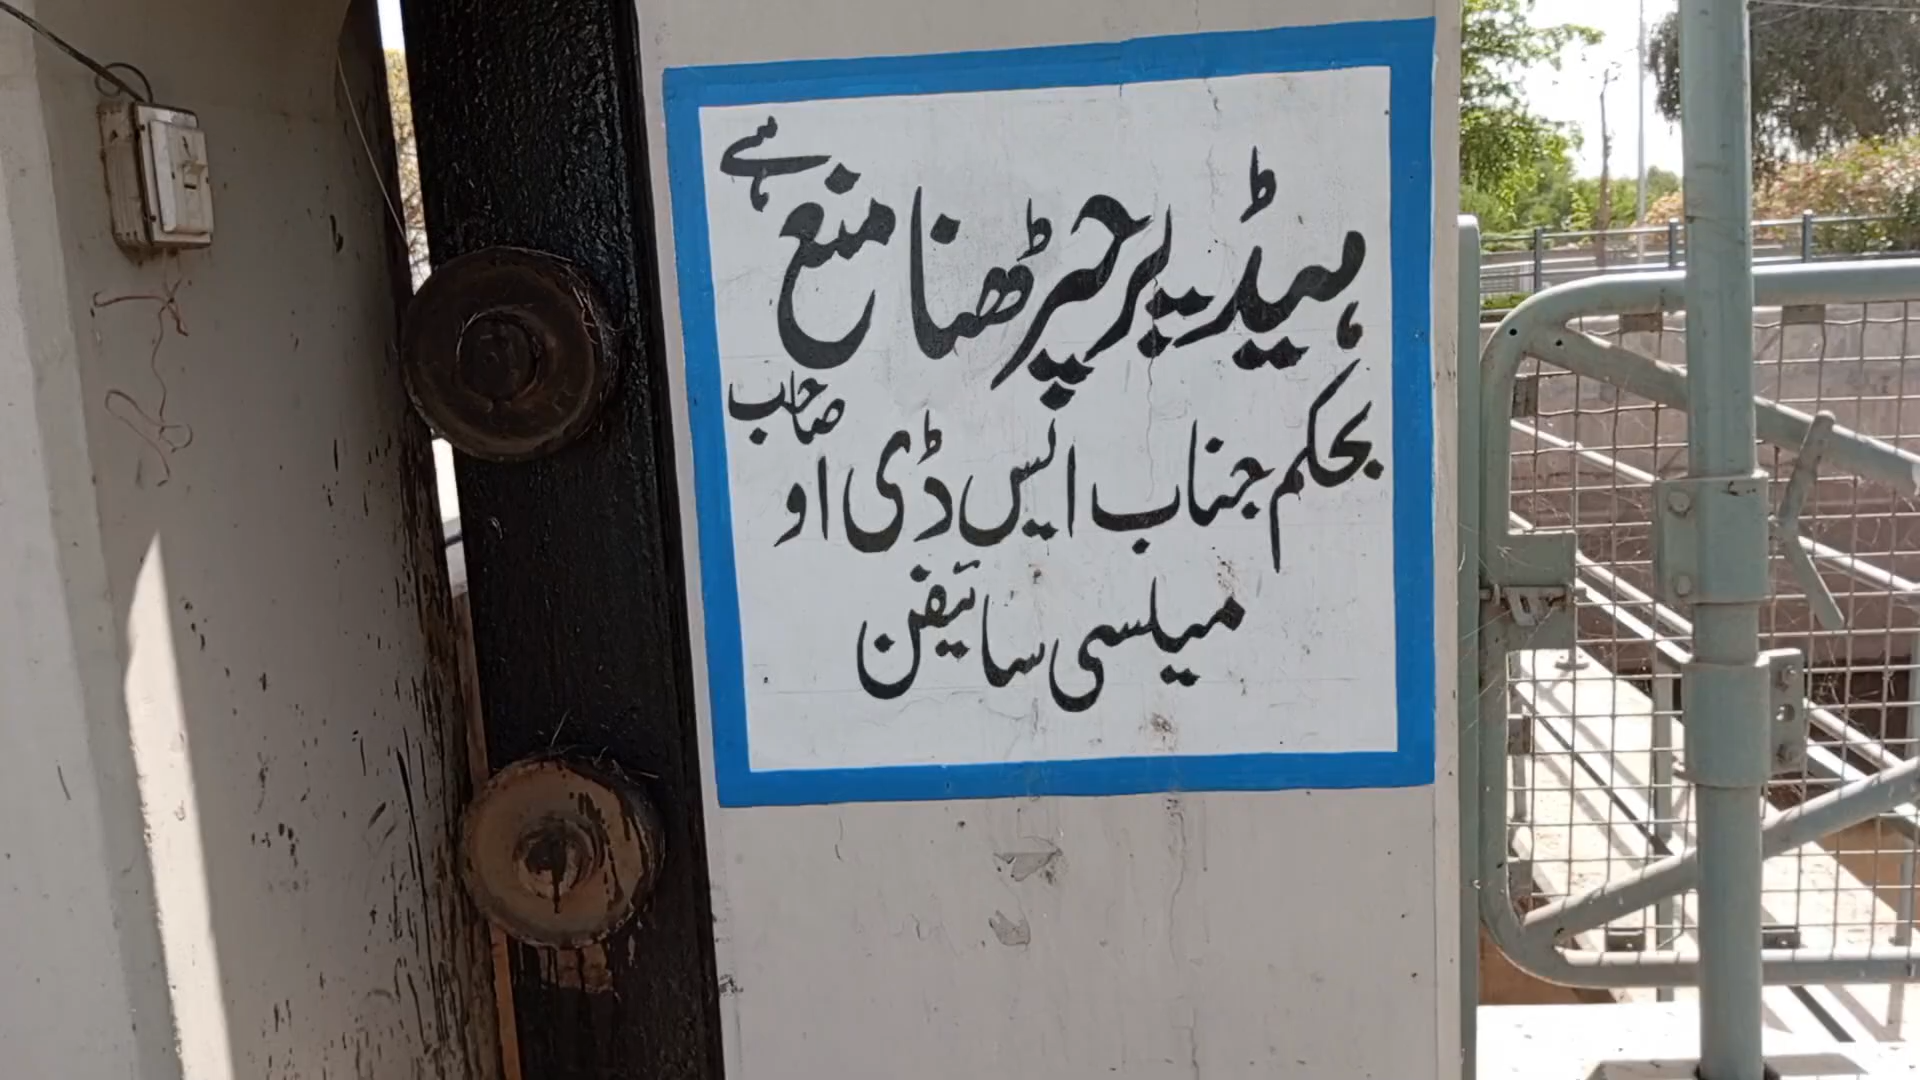 ہیڈ پر چڑھنا منع ہے
بحکم جناب ایس ڈی او صاحب
میلسی سائیفن